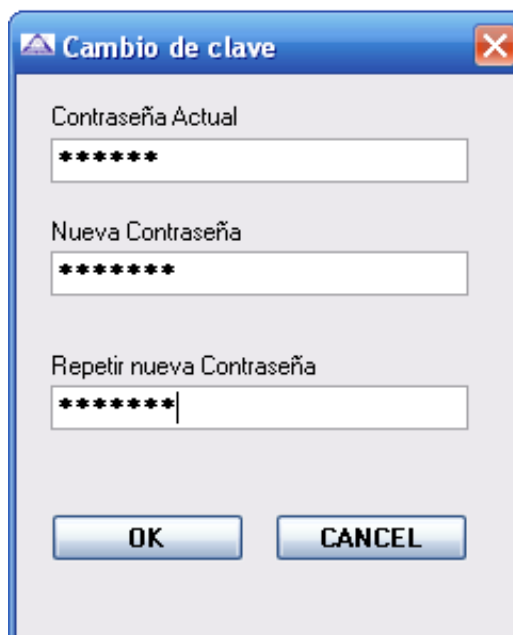 Cambio de clave
Contraseña Actual
******
Nueva Contraseña
*******
Repetir nueva Contraseña
*******
OK CANCEL